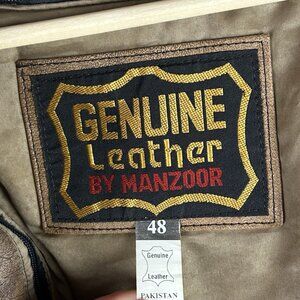 GENUINE
Leather
BY MANZOOR
48
Genuine
Leather
PAKISTAN